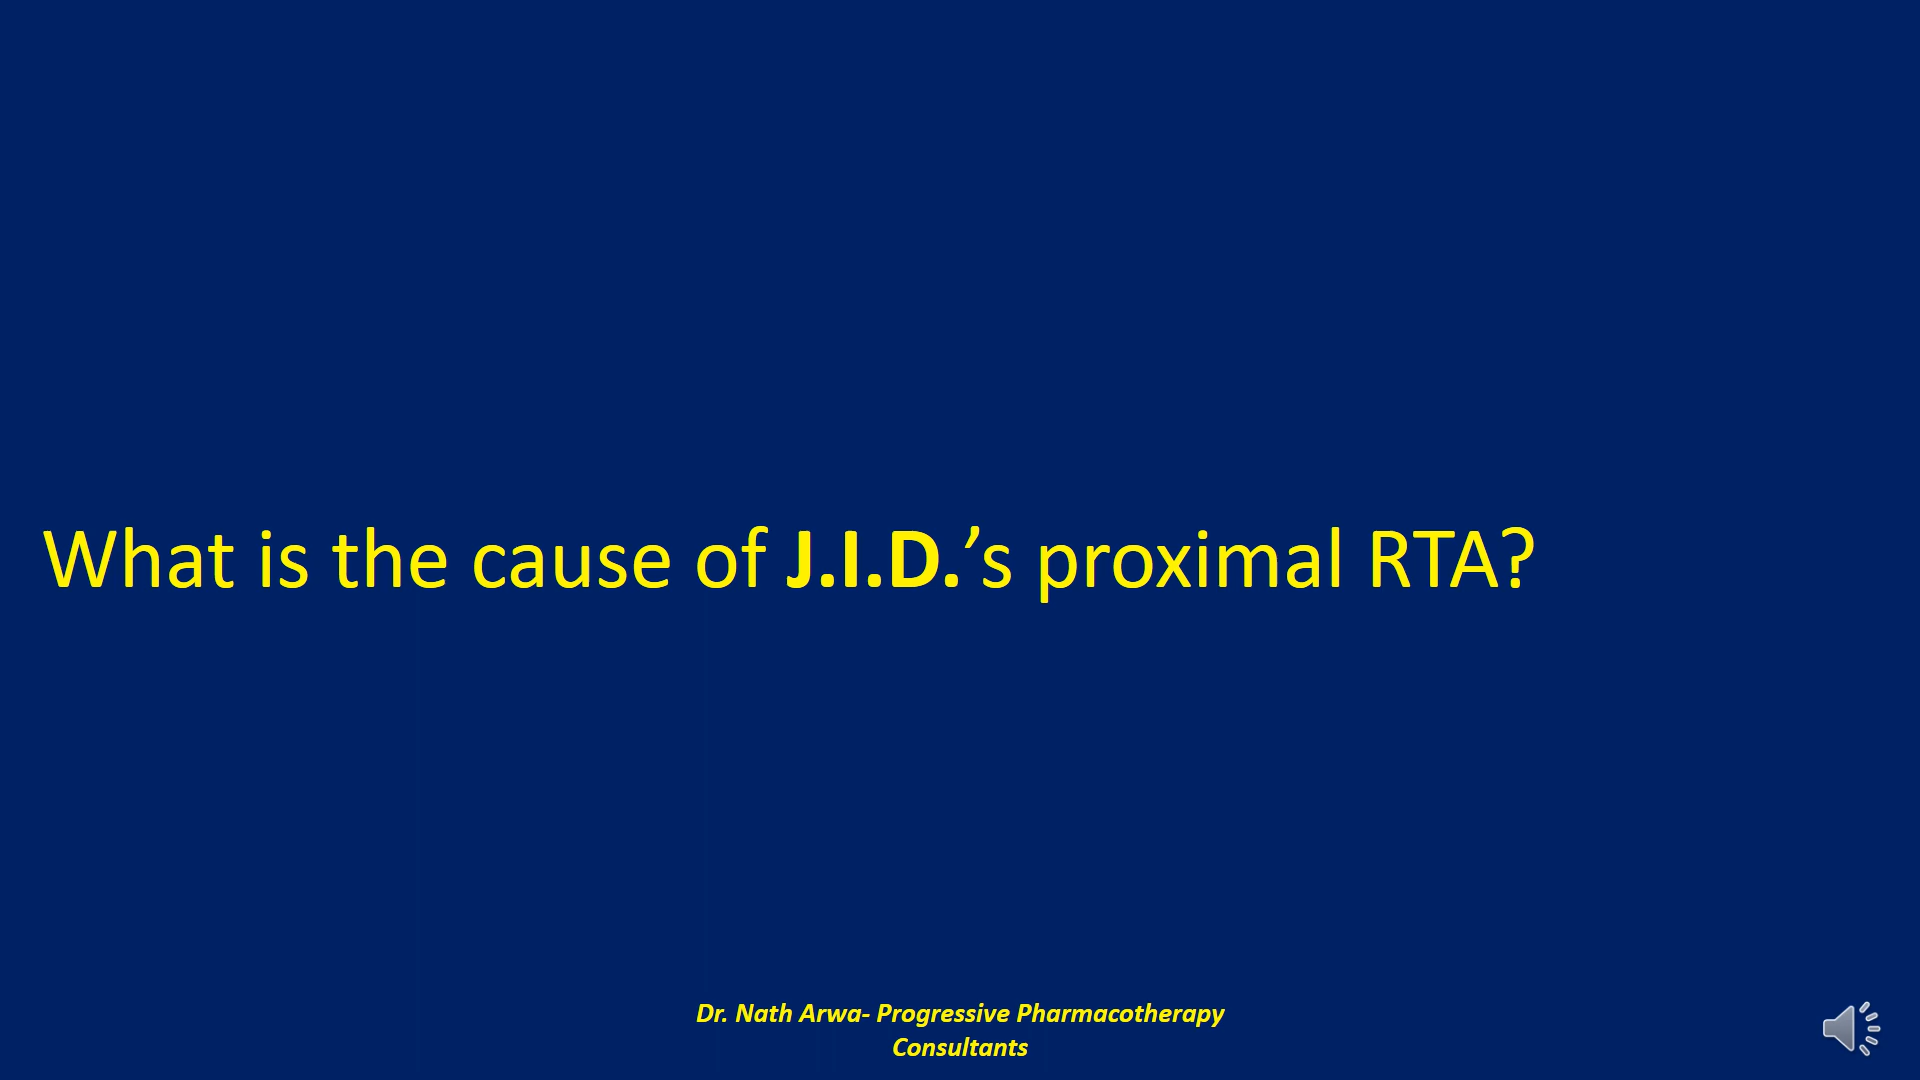 What is the cause of J.I.D.’s proximal RTA?
Dr. Nath Arwa- Progressive Pharmacotherapy
Consultants